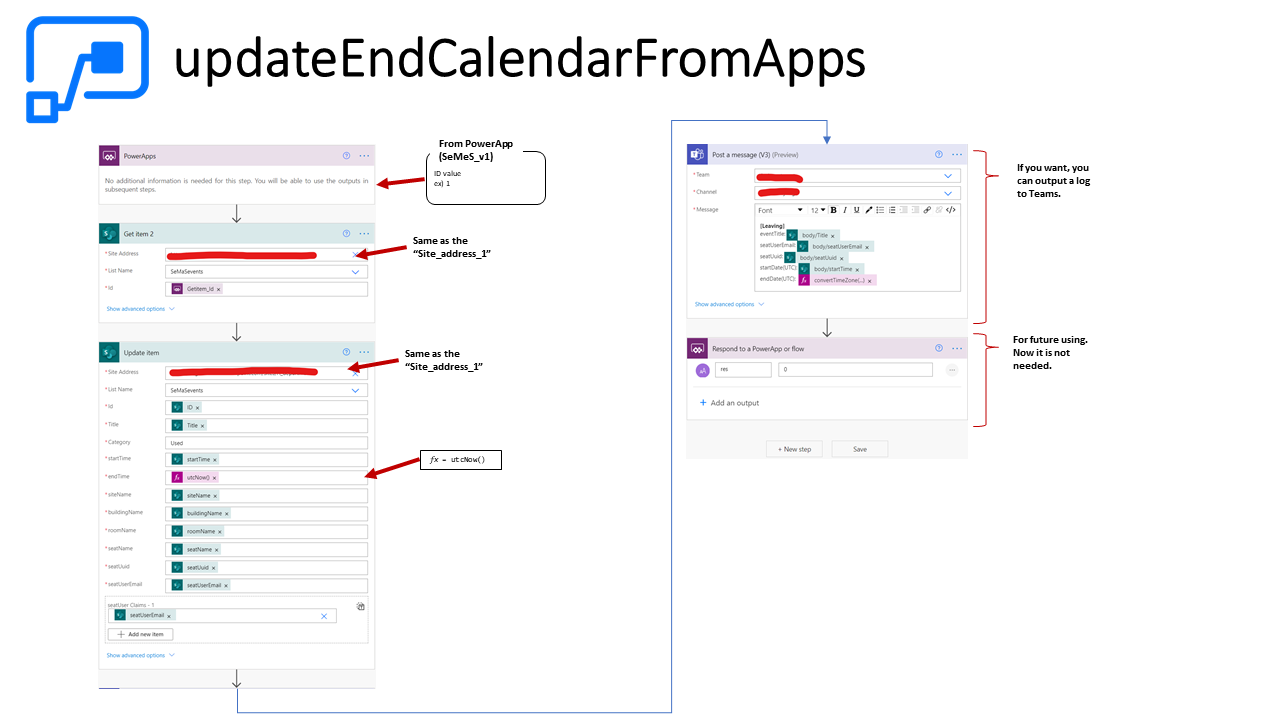 updateEndCalendarFromApps
PowerApps
No additional information is needed for this step. You will be able to use the outputs in
subsequent steps.
From PowerApp
(SeMeS_v1)
ID value
ex) 1
Get item 2
* Site Address
* List Name
SeMaSevents
* Id
GetItem_Id ×
Show advanced options
Same as the
“Site_address_1”
Update item
* Site Address
* List Name
SeMaSevents
* Id
ID ×
* Title
Title ×
* Category
Used
* startTime
startTime ×
* endTime
utcNow() ×
* siteName
siteName ×
* buildingName
buildingName ×
* roomName
roomName ×
* seatName
seatName ×
* seatUuid
seatUuid ×
* seatUserEmail
seatUserEmail ×
seatUser Claims - 1
seatUserEmail ×
Add new item
Show advanced options
Same as the
“Site_address_1”
fx = utcNow()
Post a message (V3) (Preview)
* Team
* Channel
* Message
Font
12
B I U
</>
[Leaving]
eventTitle: body/Title ×
seatUserEmail: body/seatUserEmail ×
seatUuid: body/seatUuid ×
startDate(UTC): body/startTime ×
endDate(UTC): fx convertTimeZone(...) ×
Show advanced options
If you want, you
can output a log
to Teams.
Respond to a PowerApp or flow
res
0
+ Add an output
For future using.
Now it is not
needed.
+ New step
Save